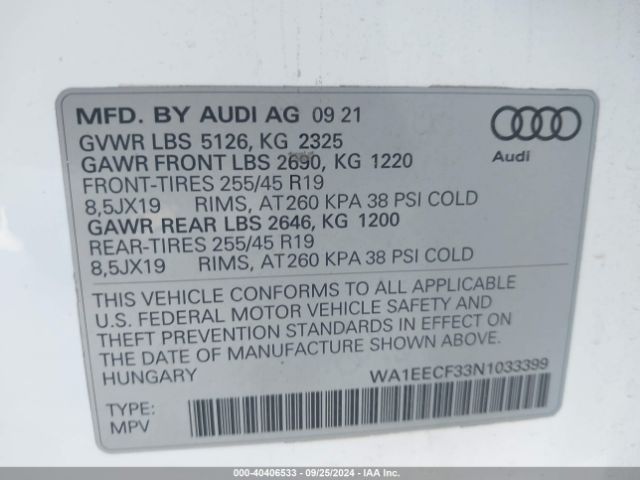 MFD. BY AUDI AG 09 21
GVWR LBS 5126, KG 2325
GAWR FRONT LBS 2690, KG 1220
FRONT-TIRES 255/45 R19
8,5JX19 RIMS, AT 260 KPA 38 PSI COLD
GAWR REAR LBS 2646, KG 1200
REAR-TIRES 255/45 R19
8,5JX19 RIMS, AT 260 KPA 38 PSI COLD
Audi
THIS VEHICLE CONFORMS TO ALL APPLICABLE
U.S. FEDERAL MOTOR VEHICLE SAFETY AND
THEFT PREVENTION STANDARDS IN EFFECT ON
THE DATE OF MANUFACTURE SHOWN ABOVE.
HUNGARY WA1EECF33N1033399
TYPE:
MPV
000-40406533 - 09/25/2024 - IAA Inc.